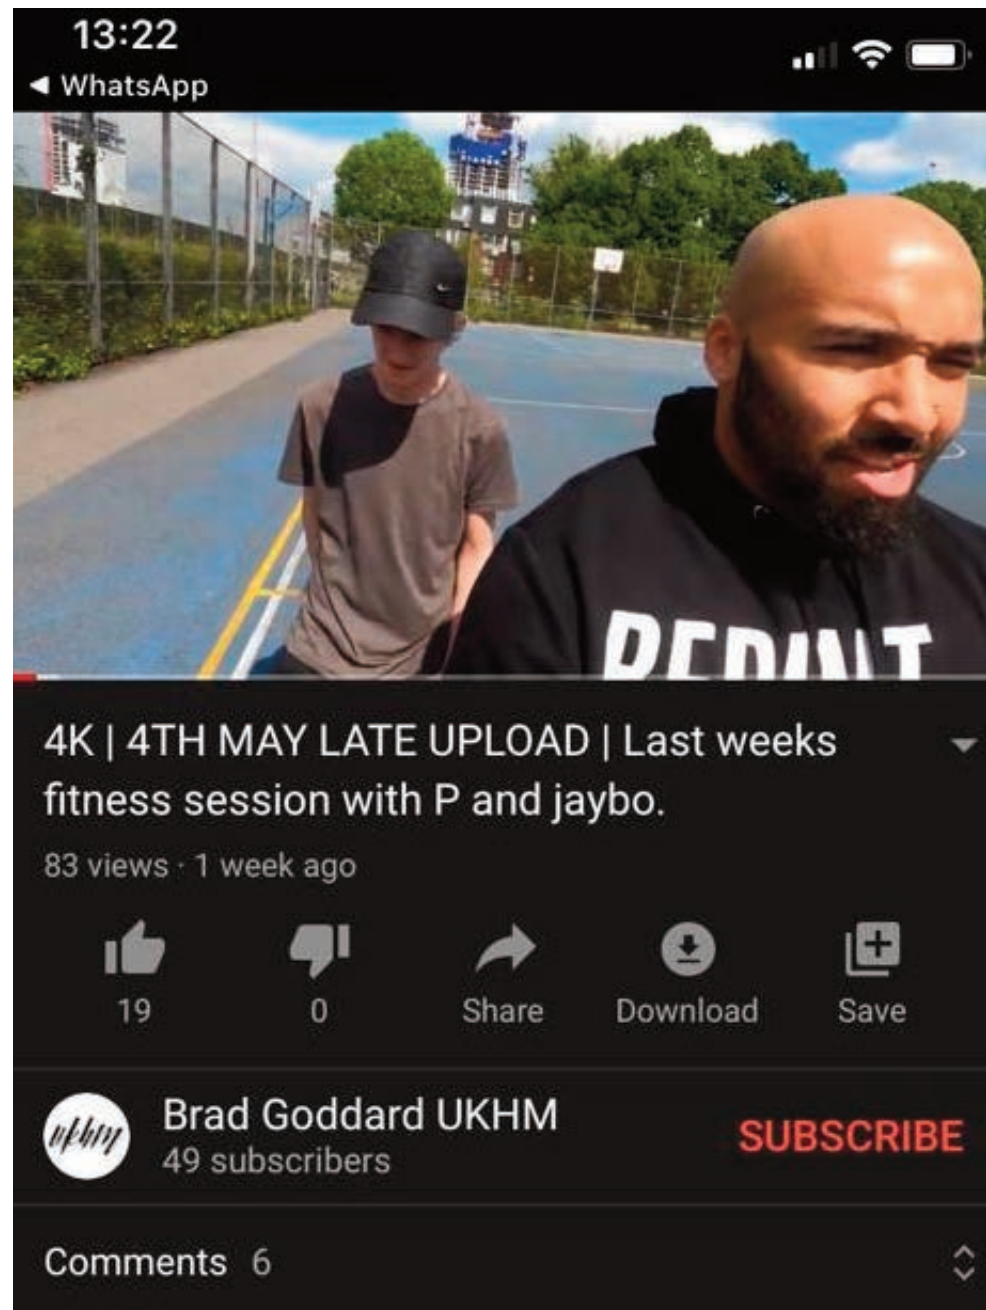 13:22
WhatsApp
4K | 4TH MAY LATE UPLOAD | Last weeks
fitness session with P and jaybo.
83 views · 1 week ago
19
0
Share
Download
Save
ukhm
Brad Goddard UKHM
49 subscribers
SUBSCRIBE
Comments 6